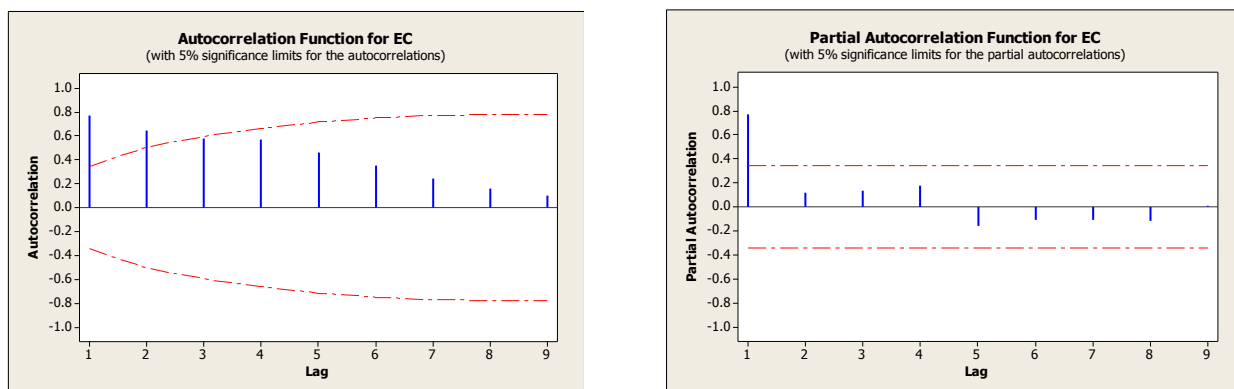 Autocorrelation Function for EC
(with 5% significance limits for the autocorrelations)
1.0
0.8
0.6
0.4
0.2
0.0
-0.2
-0.4
-0.6
-0.8
-1.0
Autocorrelation
1 2 3 4 5 6 7 8 9
Lag
Partial Autocorrelation Function for EC
(with 5% significance limits for the partial autocorrelations)
1.0
0.8
0.6
0.4
0.2
0.0
-0.2
-0.4
-0.6
-0.8
-1.0
Partial Autocorrelation
1 2 3 4 5 6 7 8 9
Lag